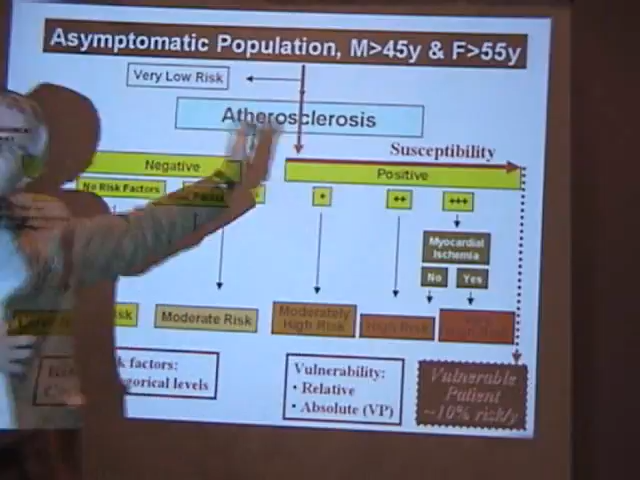 Asymptomatic Population, M>45y & F>55y
Very Low Risk
Atherosclerosis
Susceptibility
Negative
Positive
No Risk Factors
+
++
+++
Myocardial
Ischemia
No
Yes
Risk
Moderate Risk
Moderately
High Risk
High Risk
k factors:
gorical levels
Vulnerability:
• Relative
• Absolute (VP)
Vulnerable
Patient
~10% risk/y